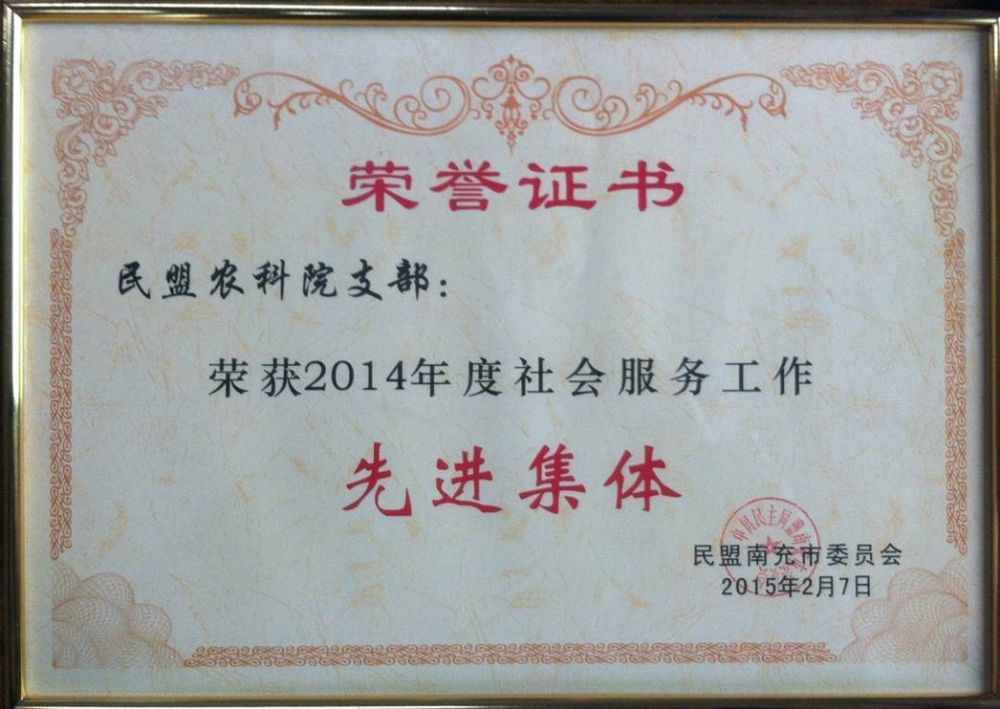 荣誉证书
民盟农科院支部：
荣获2014年度社会服务工作
先进集体
民盟南充市委员会
2015年2月7日